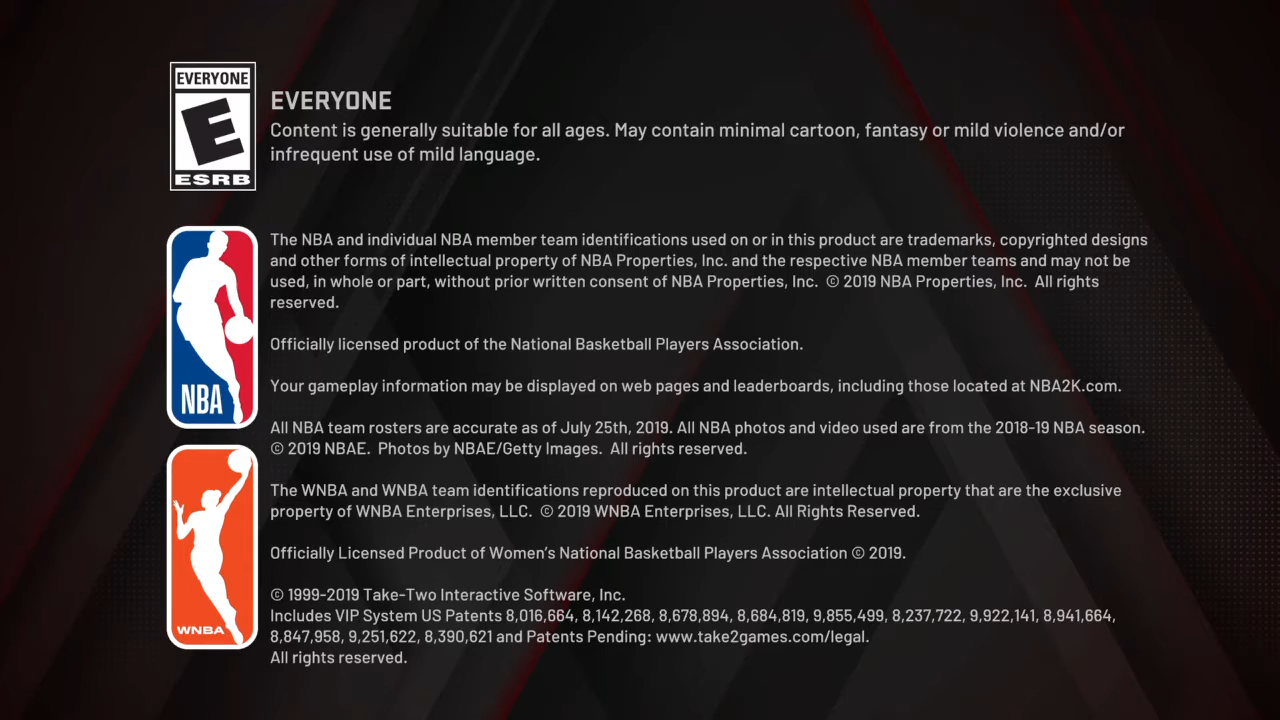 EVERYONE
E
ESRB
EVERYONE
Content is generally suitable for all ages. May contain minimal cartoon, fantasy or mild violence and/or
infrequent use of mild language.
NBA
The NBA and individual NBA member team identifications used on or in this product are trademarks, copyrighted designs
and other forms of intellectual property of NBA Properties, Inc. and the respective NBA member teams and may not be
used, in whole or part, without prior written consent of NBA Properties, Inc.  © 2019 NBA Properties, Inc.  All rights
reserved.
Officially licensed product of the National Basketball Players Association.
Your gameplay information may be displayed on web pages and leaderboards, including those located at NBA2K.com.
All NBA team rosters are accurate as of July 25th, 2019. All NBA photos and video used are from the 2018-19 NBA season.
© 2019 NBAE.  Photos by NBAE/Getty Images.  All rights reserved.
WNBA
The WNBA and WNBA team identifications reproduced on this product are intellectual property that are the exclusive
property of WNBA Enterprises, LLC.  © 2019 WNBA Enterprises, LLC. All Rights Reserved.
Officially Licensed Product of Women's National Basketball Players Association © 2019.
© 1999-2019 Take-Two Interactive Software, Inc.
Includes VIP System US Patents 8,016,664, 8,142,268, 8,678,894, 8,684,819, 9,855,499, 8,237,722, 9,922,141, 8,941,664,
8,847,958, 9,251,622, 8,390,621 and Patents Pending: www.take2games.com/legal.
All rights reserved.